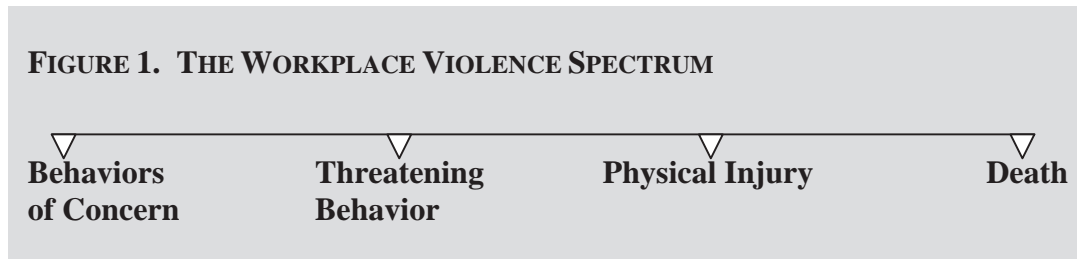 FIGURE 1. THE WORKPLACE VIOLENCE SPECTRUM
Behaviors
of Concern
Threatening
Behavior
Physical Injury
Death